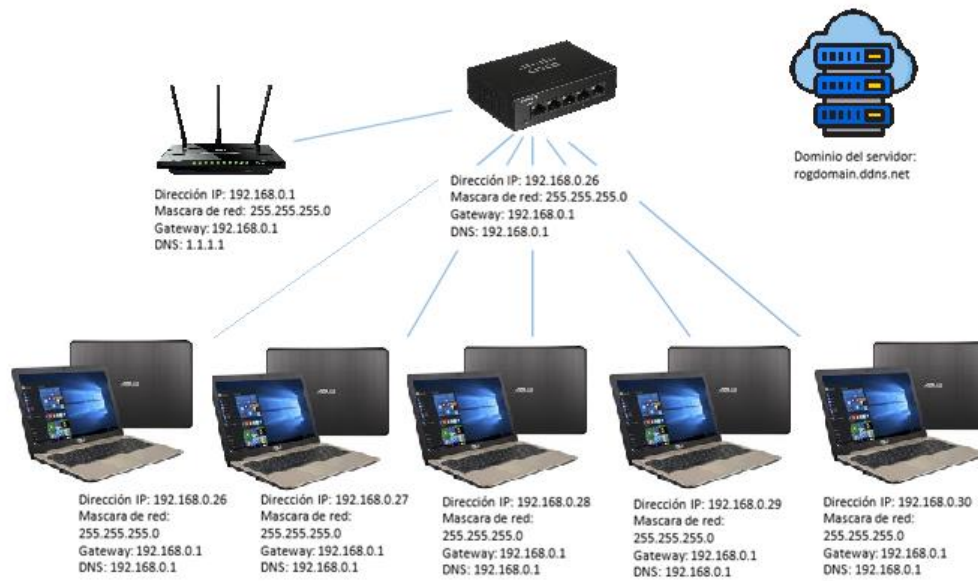 Dominio del servidor:
rogdomain.ddns.net
Dirección IP: 192.168.0.1
Mascara de red: 255.255.255.0
Gateway: 192.168.0.1
DNS: 1.1.1.1
Dirección IP: 192.168.0.26
Mascara de red: 255.255.255.0
Gateway: 192.168.0.1
DNS: 192.168.0.1
Dirección IP: 192.168.0.26
Mascara de red:
255.255.255.0
Gateway: 192.168.0.1
DNS: 192.168.0.1
Dirección IP: 192.168.0.27
Mascara de red:
255.255.255.0
Gateway: 192.168.0.1
DNS: 192.168.0.1
Dirección IP: 192.168.0.28
Mascara de red:
255.255.255.0
Gateway: 192.168.0.1
DNS: 192.168.0.1
Dirección IP: 192.168.0.29
Mascara de red:
255.255.255.0
Gateway: 192.168.0.1
DNS: 192.168.0.1
Dirección IP: 192.168.0.30
Mascara de red:
255.255.255.0
Gateway: 192.168.0.1
DNS: 192.168.0.1